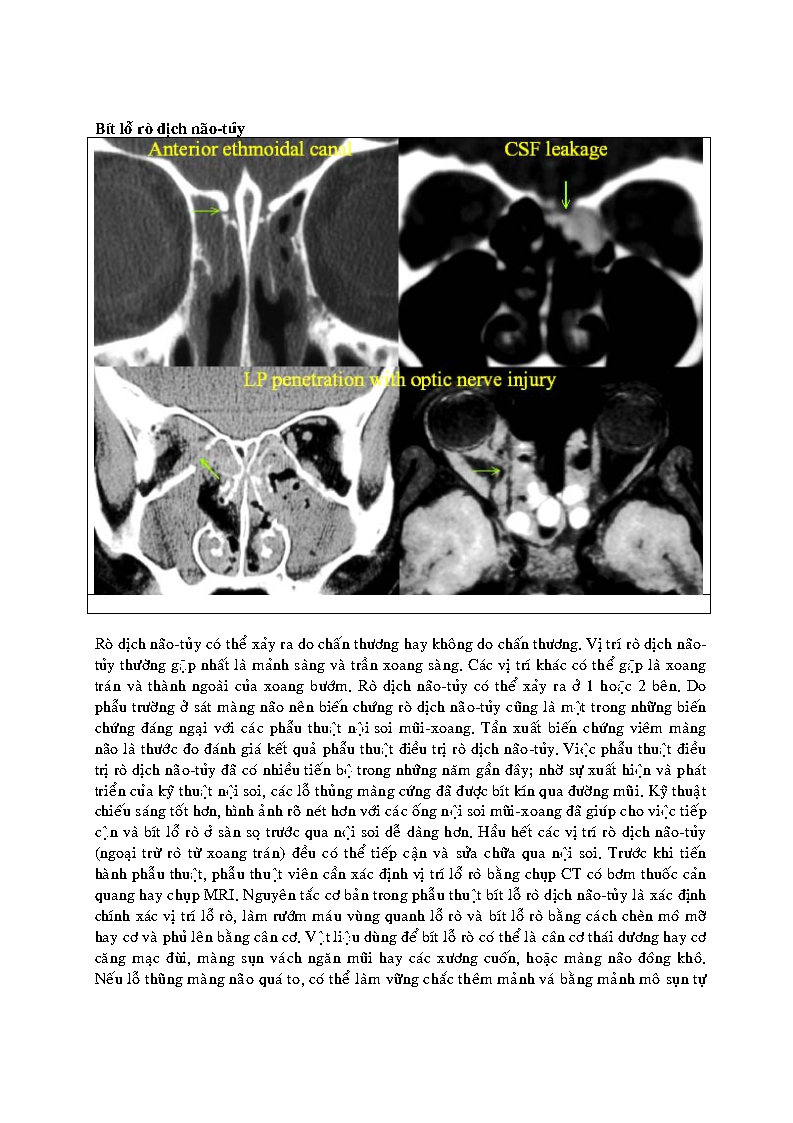 Bít lỗ rò dịch não-tủy
Anterior ethmoidal canal
CSF leakage
LP penetration with optic nerve injury
Rò dịch não-tủy có thể xảy ra do chấn thương hay không do chấn thương. Vị trí rò dịch não-
tủy thường gặp nhất là mảnh sàng và trần xoang sàng. Các vị trí khác có thể gặp là xoang
trán và thành ngoài của xoang bướm. Rò dịch não-tủy có thể xảy ra ở 1 hoặc 2 bên. Do
phẫu trường ở sát màng não nên biến chứng rò dịch não-tủy cũng là một trong những biến
chứng đáng ngại với các phẫu thuật nội soi mũi-xoang. Tần xuất biến chứng viêm màng
não là thước đo đánh giá kết quả phẫu thuật điều trị rò dịch não-tủy. Việc phẫu thuật điều
trị rò dịch não-tủy đã có nhiều tiến bộ trong những năm gần đây; nhờ sự xuất hiện và phát
triển của kỹ thuật nội soi, các lỗ thủng màng cứng đã được bít kín qua đường mũi. Kỹ thuật
chiếu sáng tốt hơn, hình ảnh rõ nét hơn với các ống nội soi mũi-xoang đã giúp cho việc tiếp
cận và bít lỗ rò ở sàn sọ trước qua nội soi dễ dàng hơn. Hầu hết các vị trí rò dịch não-tủy
(ngoại trừ rò từ xoang trán) đều có thể tiếp cận và sửa chữa qua nội soi. Trước khi tiến
hành phẫu thuật, phẫu thuật viên cần xác định vị trí lỗ rò bằng chụp CT có bơm thuốc cản
quang hay chụp MRI. Nguyên tắc cơ bản trong phẫu thuật bít lỗ rò dịch não-tủy là xác định
chính xác vị trí lỗ rò, làm rướm máu vùng quanh lỗ rò và bít lỗ rò bằng cách chèn mô mỡ
hay cơ và phủ lên bằng cân cơ. Vật liệu dùng để bít lỗ rò có thể là cân cơ thái dương hay cơ
căng mạc đùi, màng sụn vách ngăn mũi hay các xương cuốn, hoặc màng não đông khô.
Nếu lỗ thũng màng não quá to, có thể làm vững chắc thêm mảnh vá bằng mảnh mô sụn tự